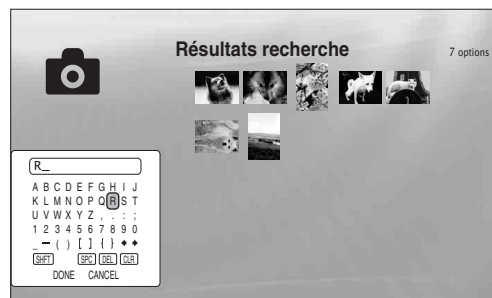 Résultats recherche
7 options
R_
A B C D E F G H I J
K L M N O P Q R S T
U V W X Y Z , . : ;
1 2 3 4 5 6 7 8 9 0
_ – ( ) [ ] { }
SHFT SPC DEL CLR
DONE CANCEL